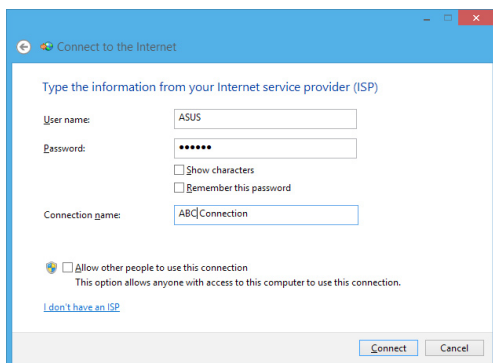 Connect to the Internet
Type the information from your Internet service provider (ISP)
User name: ASUS
Password: ●●●●●●
Show characters
Remember this password
Connection name: ABC Connection
Allow other people to use this connection
This option allows anyone with access to this computer to use this connection.
I don't have an ISP
Connect Cancel